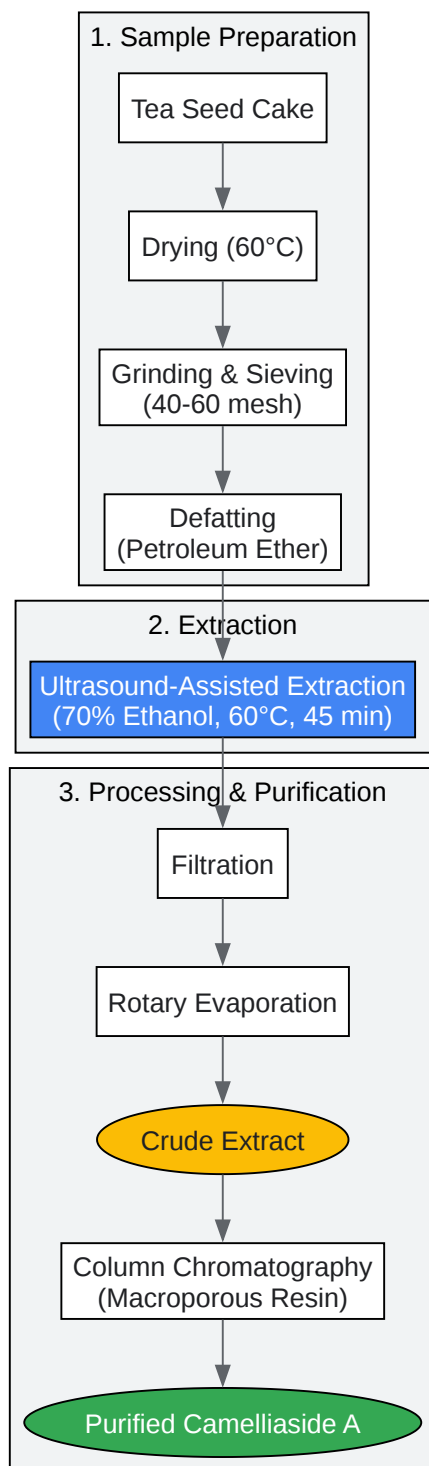 1. Sample Preparation
Tea Seed Cake
Drying (60°C)
Grinding & Sieving
(40-60 mesh)
Defatting
(Petroleum Ether)
2. Extraction
Ultrasound-Assisted Extraction
(70% Ethanol, 60°C, 45 min)
3. Processing & Purification
Filtration
Rotary Evaporation
Crude Extract
Column Chromatography
(Macroporous Resin)
Purified Camelliaside A